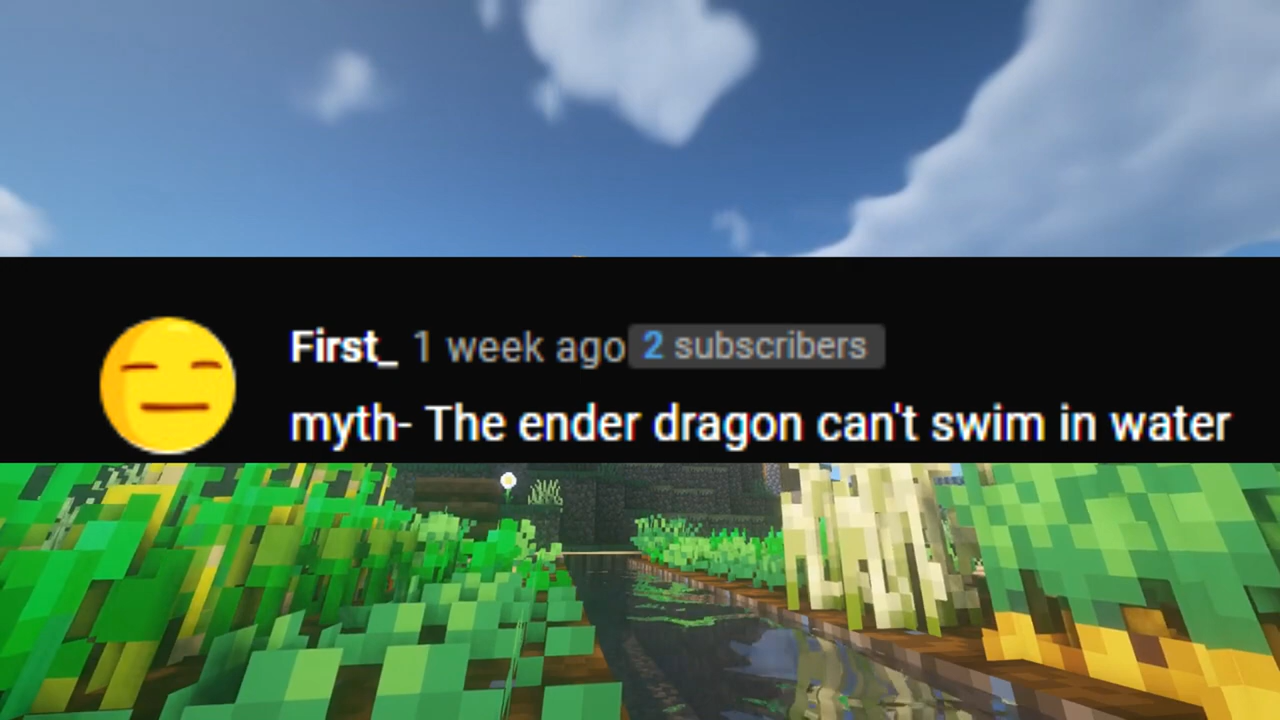 First_ 1 week ago 2 subscribers
myth- The ender dragon can't swim in water